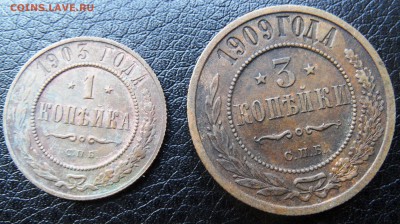 COINS.LAVE.RU
1903 ГОДА
1
КОПѢЙКА
С.П.Б.
1909 ГОДА
3
КОПѢЙКИ
С.П.Б.